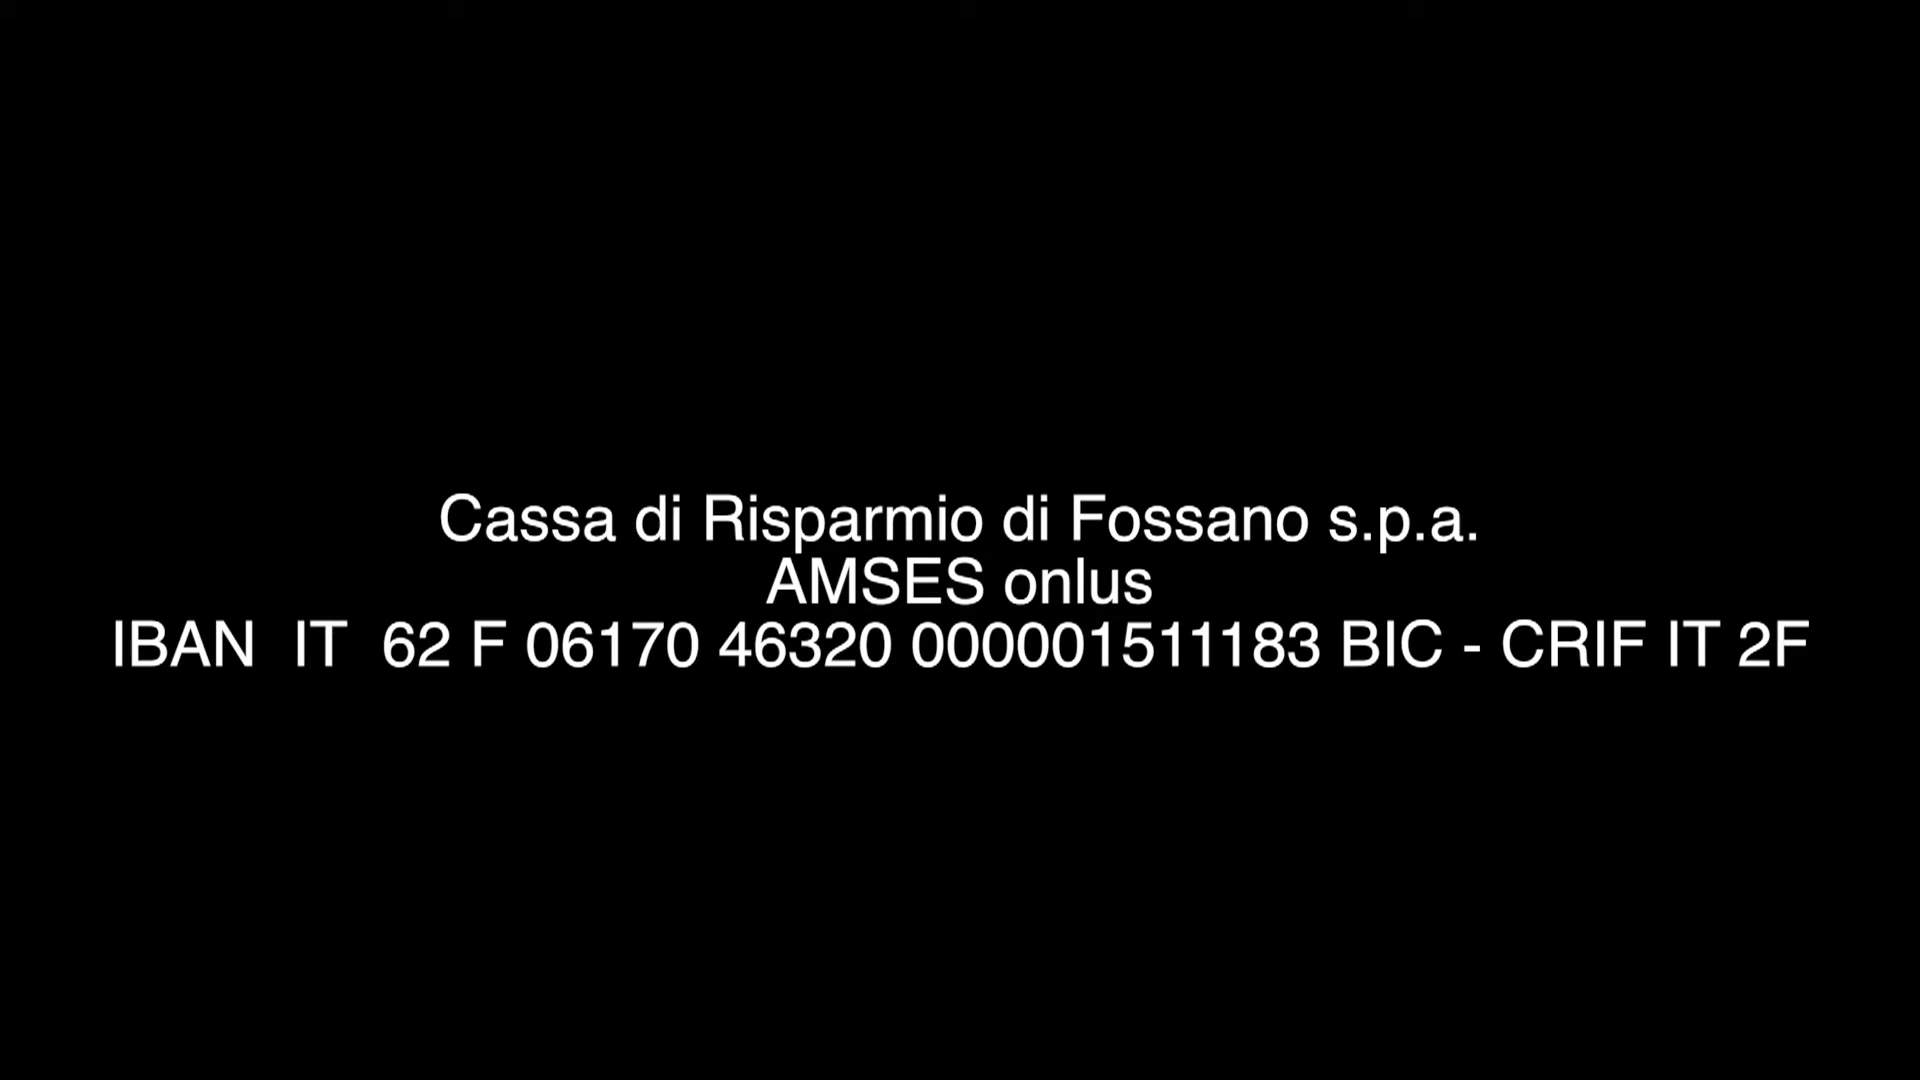 Cassa di Risparmio di Fossano s.p.a.
AMSES onlus
IBAN  IT  62 F 06170 46320 000001511183 BIC - CRIF IT 2F